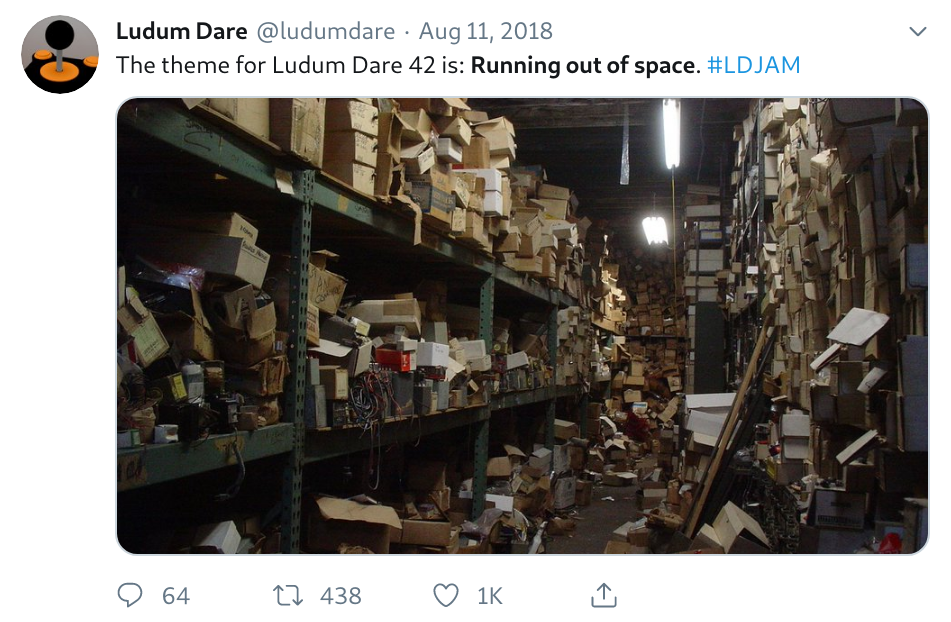 Ludum Dare @ludumdare · Aug 11, 2018
The theme for Ludum Dare 42 is: Running out of space. #LDJAM
64 438 1K